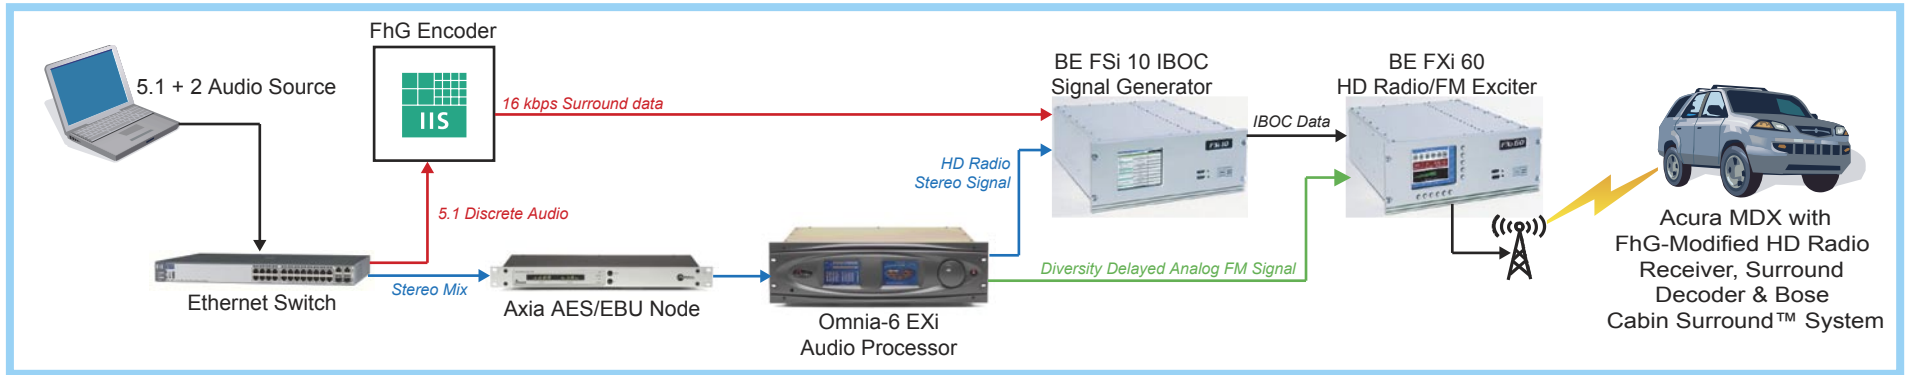 FhG Encoder
IIS
5.1 + 2 Audio Source
16 kbps Surround data
BE FSi 10 IBOC
Signal Generator
BE FXi 60
HD Radio/FM Exciter
IBOC Data
HD Radio
Stereo Signal
5.1 Discrete Audio
Ethernet Switch
Stereo Mix
Axia AES/EBU Node
Omnia-6 EXi
Audio Processor
Diversity Delayed Analog FM Signal
Acura MDX with
FhG-Modified HD Radio
Receiver, Surround
Decoder & Bose
Cabin Surround™ System